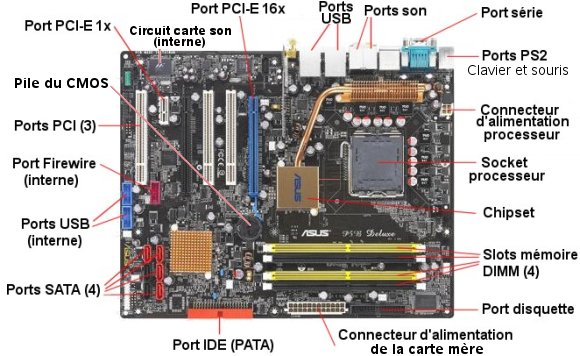 Port PCI-E 16x
Ports
USB
Ports son
Port série
Port PCI-E 1x
Circuit carte son
(interne)
Ports PS2
Clavier et souris
Pile du CMOS
Connecteur
d'alimentation
processeur
Ports PCI (3)
Port Firewire
(interne)
Socket
processeur
ASUS
Chipset
Ports USB
(interne)
ASUS P5B Deluxe
Slots mémoire
DIMM (4)
Ports SATA (4)
Port disquette
Port IDE (PATA)
Connecteur d'alimentation
de la carte mère